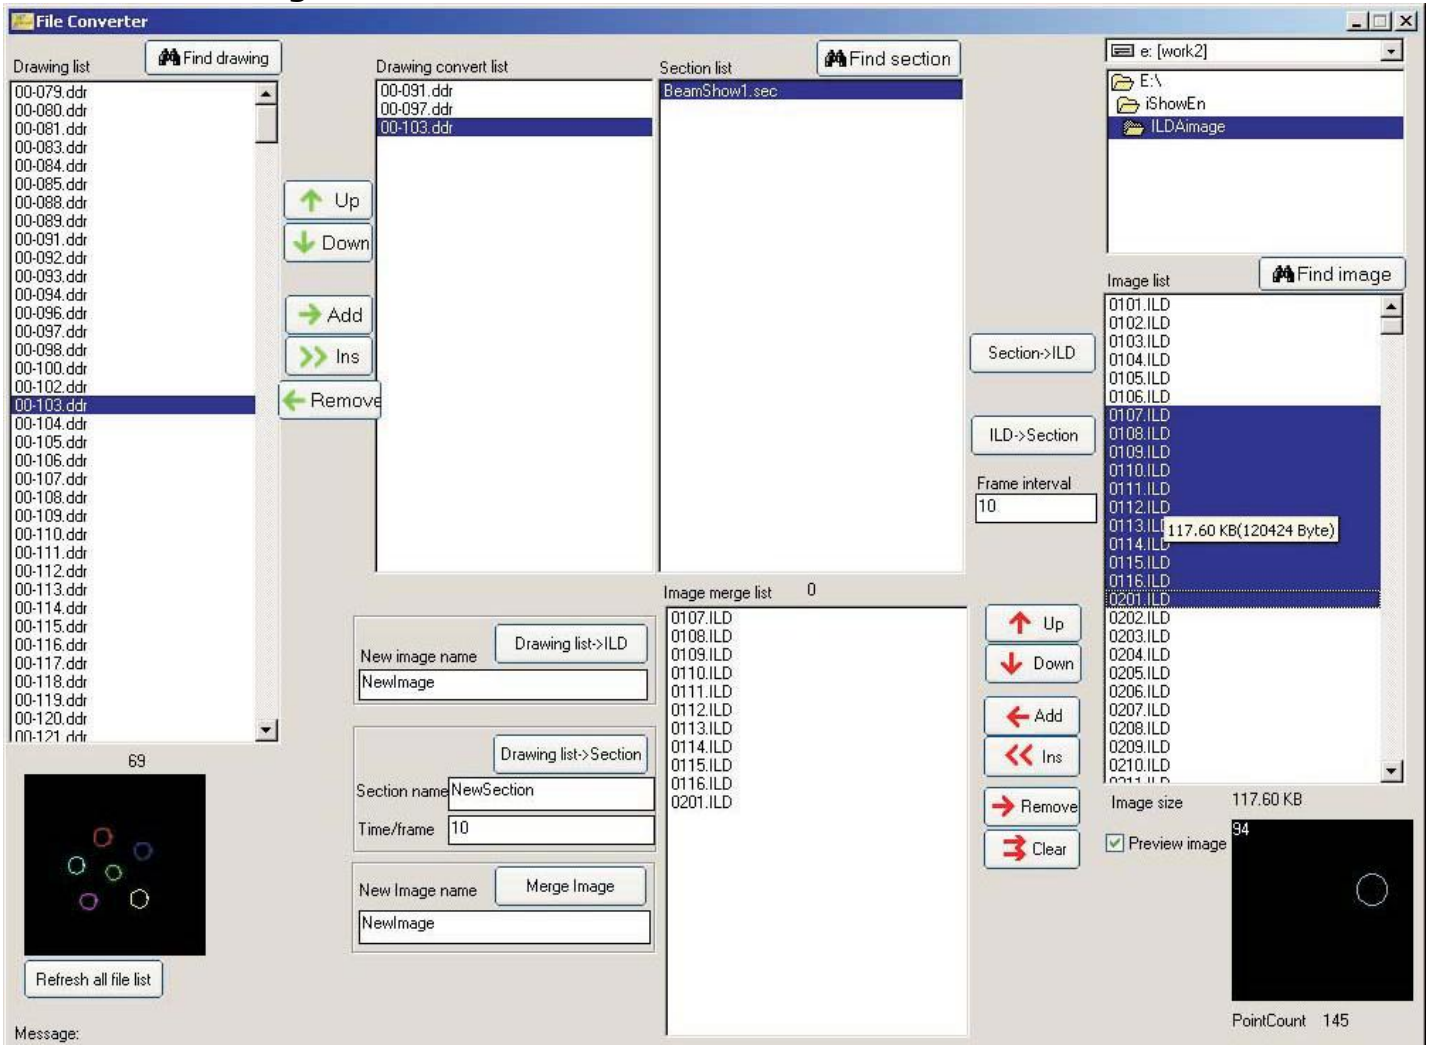 File Converter
Drawing list
Find drawing
00-079.ddr
00-080.ddr
00-081.ddr
00-083.ddr
00-084.ddr
00-085.ddr
00-088.ddr
00-089.ddr
00-091.ddr
00-092.ddr
00-093.ddr
00-094.ddr
00-096.ddr
00-097.ddr
00-098.ddr
00-100.ddr
00-102.ddr
00-103.ddr
00-104.ddr
00-105.ddr
00-106.ddr
00-107.ddr
00-108.ddr
00-109.ddr
00-110.ddr
00-111.ddr
00-112.ddr
00-113.ddr
00-114.ddr
00-115.ddr
00-116.ddr
00-117.ddr
00-118.ddr
00-119.ddr
00-120.ddr
00-121.ddr
69
Refresh all file list
Message:
Up
Down
Add
Ins
Remove
Drawing convert list
00-091.ddr
00-097.ddr
00-103.ddr
Section list
Find section
BeamShow1.sec
Section->ILD
ILD->Section
Frame interval
10
New image name
Drawing list->ILD
NewImage
Drawing list->Section
Section name
NewSection
Time/frame
10
New Image name
Merge Image
NewImage
Image merge list 0
0107.ILD
0108.ILD
0109.ILD
0110.ILD
0111.ILD
0112.ILD
0113.ILD
0114.ILD
0115.ILD
0116.ILD
0201.ILD
Up
Down
Add
Ins
Remove
Clear
e: [work2]
E:\
iShowEn
ILDAimage
Image list
Find image
0101.ILD
0102.ILD
0103.ILD
0104.ILD
0105.ILD
0106.ILD
0107.ILD
0108.ILD
0109.ILD
0110.ILD
0111.ILD
0112.ILD
0113.IL
117.60 KB(120424 Byte)
0114.ILD
0115.ILD
0116.ILD
0201.ILD
0202.ILD
0203.ILD
0204.ILD
0205.ILD
0206.ILD
0207.ILD
0208.ILD
0209.ILD
0210.ILD
0211.ILD
Image size 117.60 KB
Preview image
94
PointCount 145